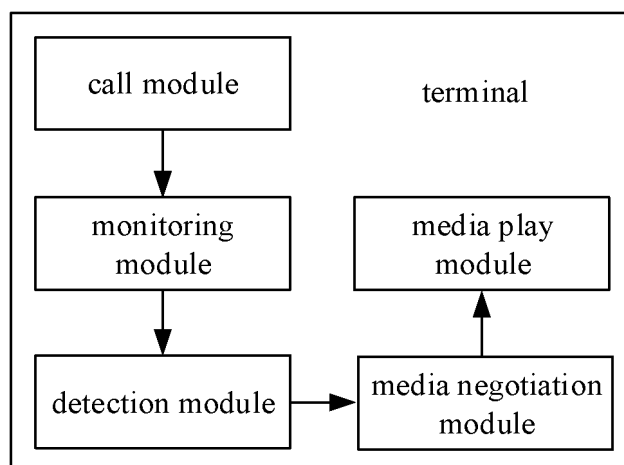 call module
terminal
monitoring
module
media play
module
detection module
media negotiation
module